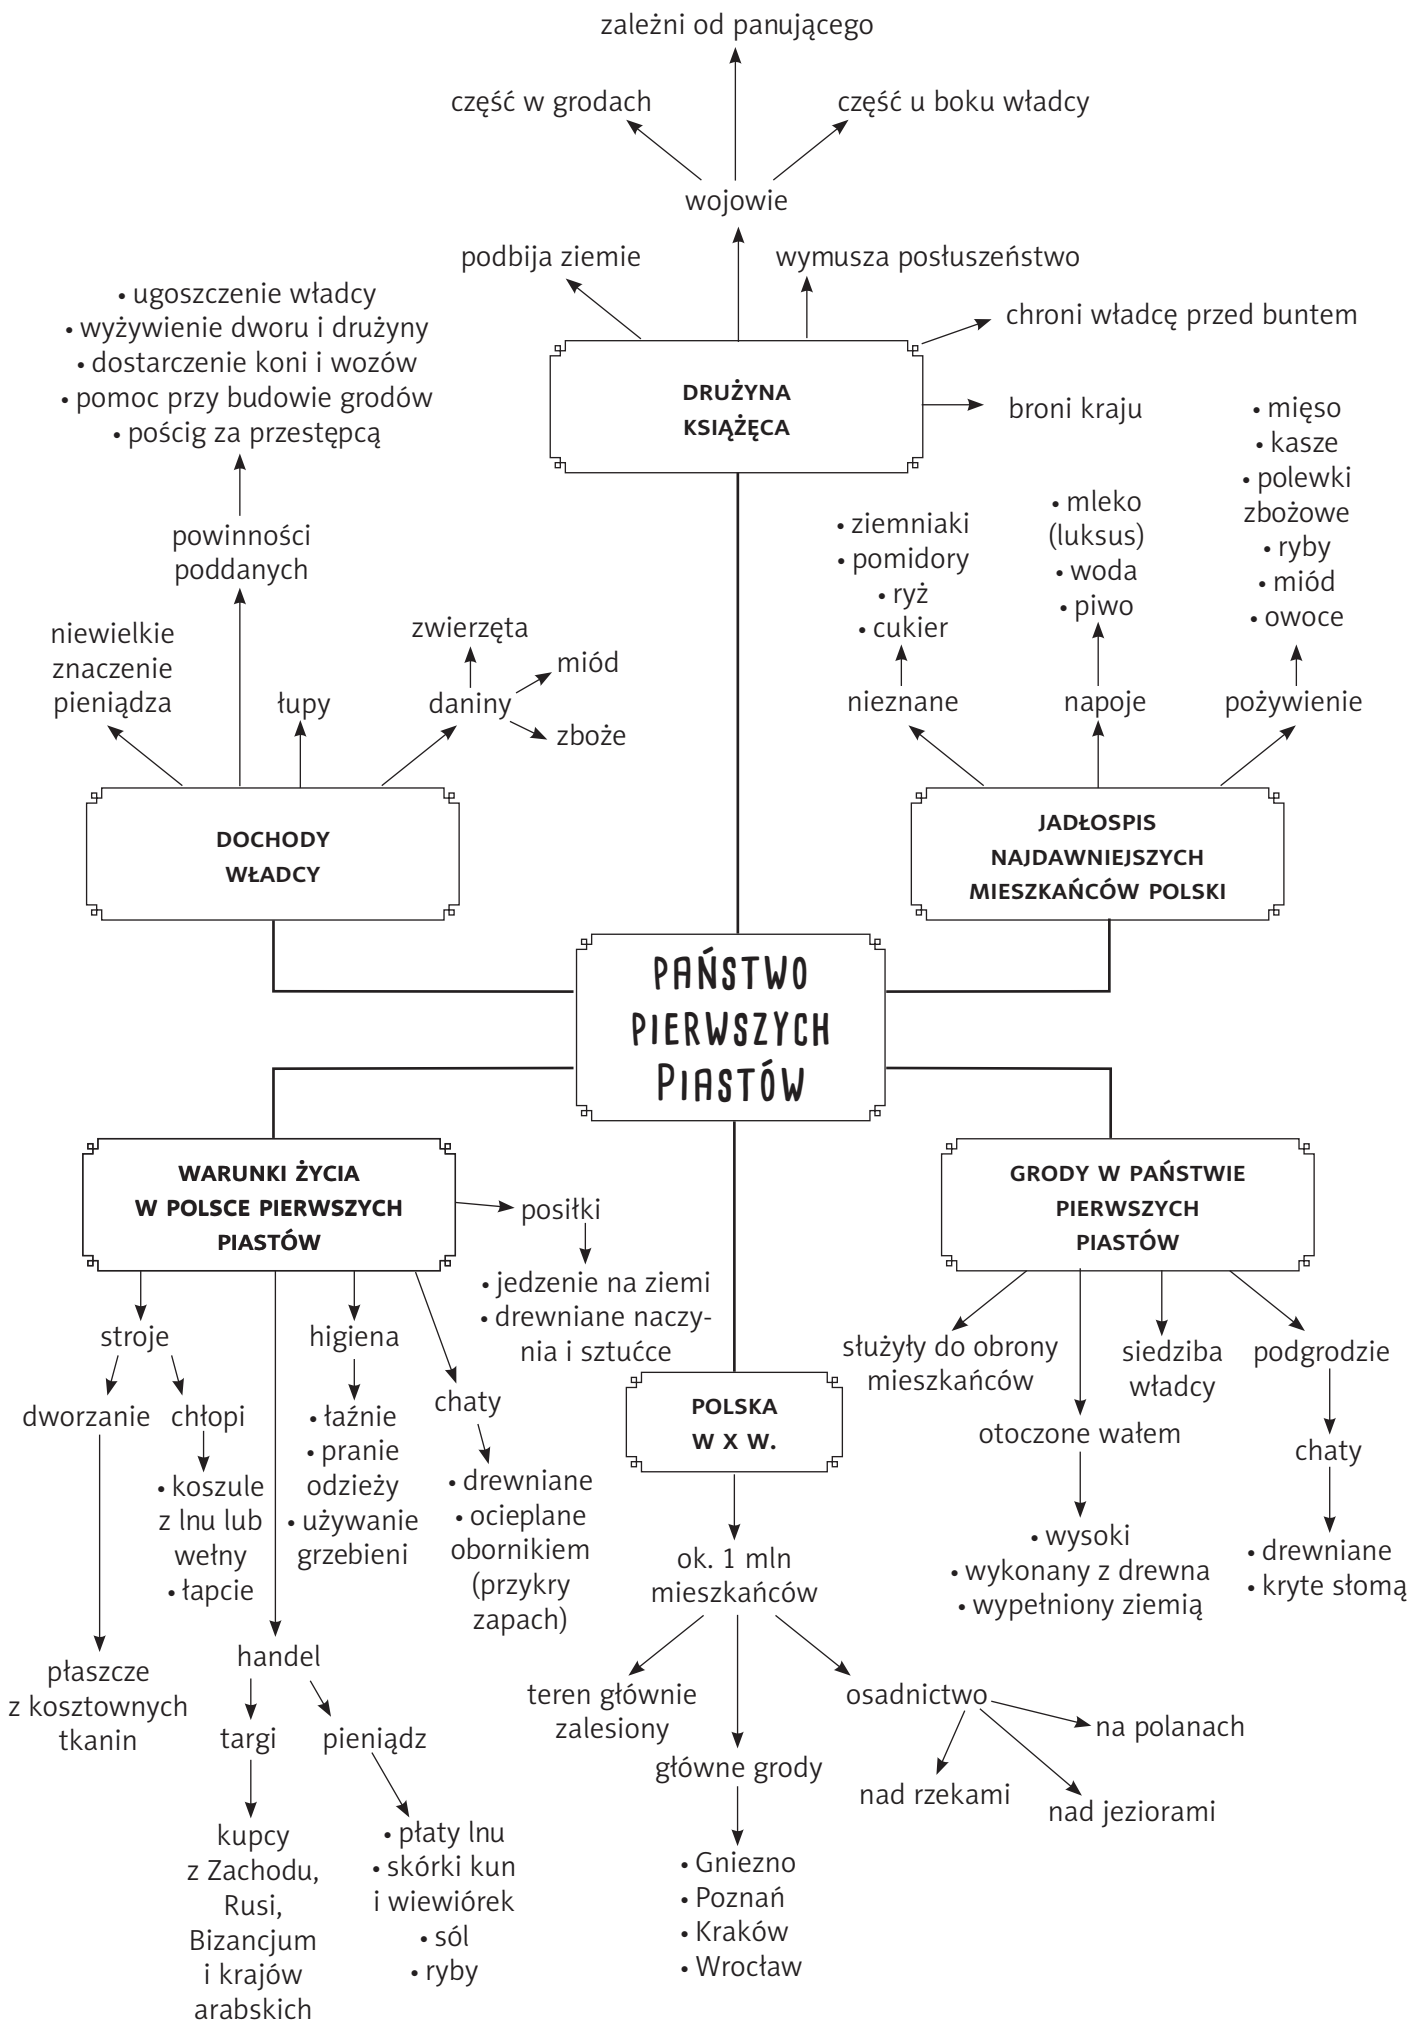 zależni od panującego
część w grodach
część u boku władcy
wojowie
podbija ziemie
wymusza posłuszeństwo
chroni władcę przed buntem
broni kraju
DRUŻYNA
KSIĄŻĘCA
• ugoszczenie władcy
• wyżywienie dworu i drużyny
• dostarczenie koni i wozów
• pomoc przy budowie grodów
• pościg za przestępcą
powinności
poddanych
niewielkie
znaczenie
pieniądza
łupy
zwierzęta
miód
daniny
zboże
DOCHODY
WŁADCY
• ziemniaki
• pomidory
• ryż
• cukier
nieznane
• mleko
(luksus)
• woda
• piwo
napoje
• mięso
• kasze
• polewki
zbożowe
• ryby
• miód
• owoce
pożywienie
JADŁOSPIS
NAJDAWNIEJSZYCH
MIESZKAŃCÓW POLSKI
PAŃSTWO
PIERWSZYCH
PIASTÓW
WARUNKI ŻYCIA
W POLSCE PIERWSZYCH
PIASTÓW
posiłki
• jedzenie na ziemi
• drewniane naczy-
nia i sztućce
stroje
dworzanie
chłopi
• koszule
z lnu lub
wełny
• łapcie
płaszcze
z kosztownych
tkanin
higiena
• łaźnie
• pranie
odzieży
• używanie
grzebieni
chaty
• drewniane
• ocieplane
obornikiem
(przykry
zapach)
handel
targi
pieniądz
kupcy
z Zachodu,
Rusi,
Bizancjum
i krajów
arabskich
• płaty lnu
• skórki kun
i wiewiórek
• sól
• ryby
POLSKA
W X W.
ok. 1 mln
mieszkańców
teren głównie
zalesiony
główne grody
• Gniezno
• Poznań
• Kraków
• Wrocław
osadnictwo
na polanach
nad rzekami
nad jeziorami
GRODY W PAŃSTWIE
PIERWSZYCH
PIASTÓW
służyły do obrony
mieszkańców
otoczone wałem
• wysoki
• wykonany z drewna
• wypełniony ziemią
siedziba
władcy
podgrodzie
chaty
• drewniane
• kryte słomą